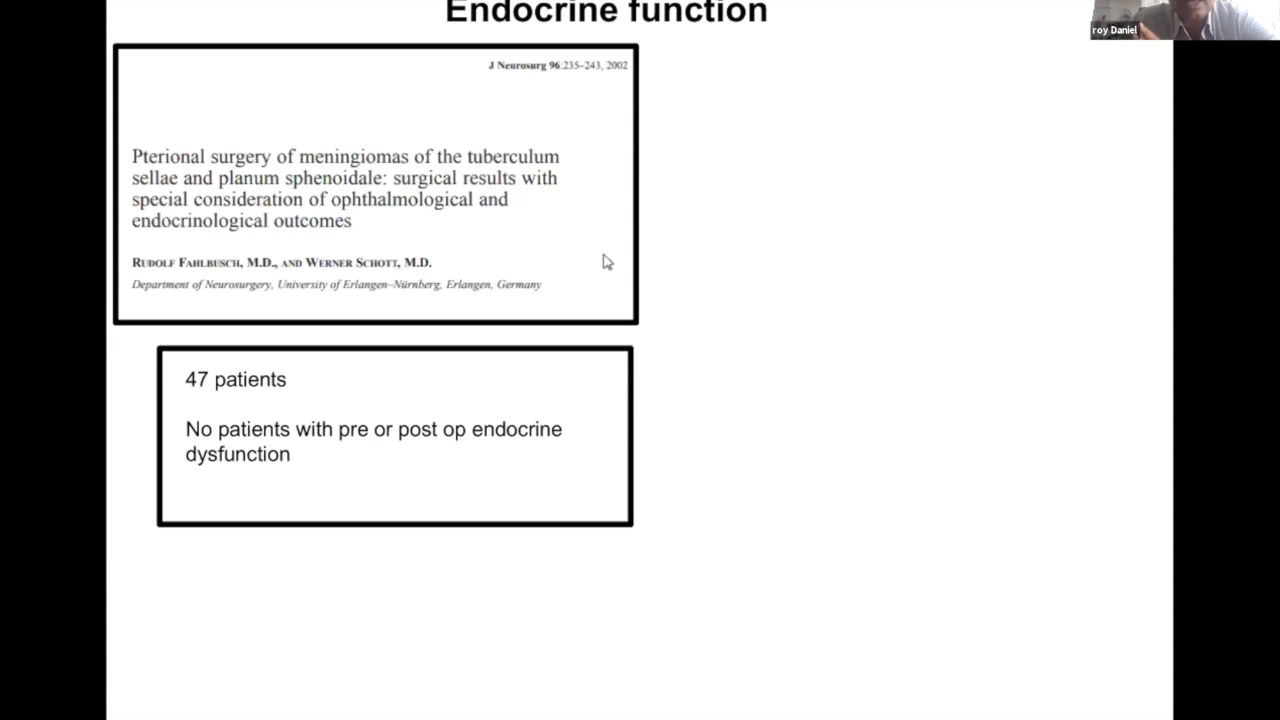 Endocrine function
roy Daniel
J Neurosurg 96:235–243, 2002
Pterional surgery of meningiomas of the tuberculum
sellae and planum sphenoidale: surgical results with
special consideration of ophthalmological and
endocrinological outcomes
RUDOLF FAHLBUSCH, M.D., AND WERNER SCHOTT, M.D.
Department of Neurosurgery, University of Erlangen–Nürnberg, Erlangen, Germany
47 patients
No patients with pre or post op endocrine
dysfunction